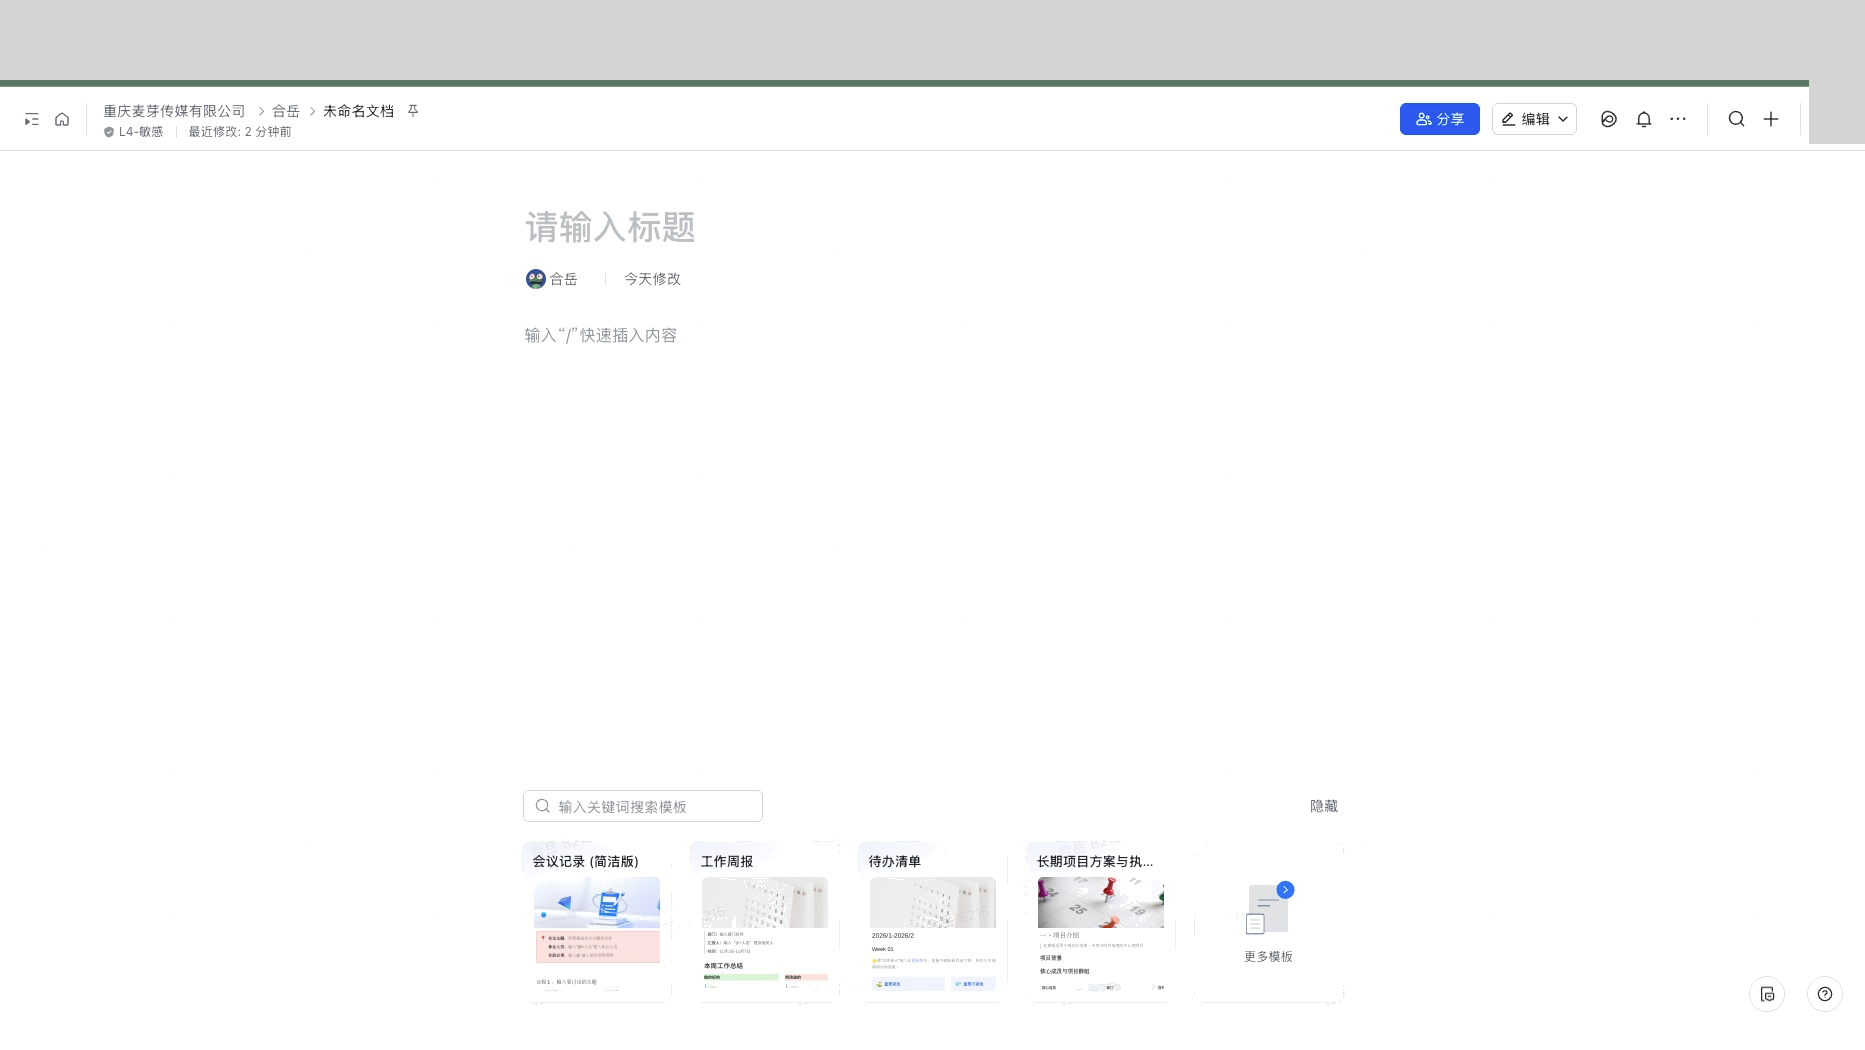 重庆麦芽传媒有限公司 > 合岳 > 未命名文档
L4-敏感 最近修改: 2 分钟前
分享 编辑
请输入标题
合岳 今天修改
输入“/”快速插入内容
输入关键词搜索模板 隐藏
会议记录 (简洁版) 工作周报 待办清单 长期项目方案与执...
2026/1-2026/2
Week 01
本周工作总结
一、项目介绍
项目背景
核心成员与项目群组
更多模板